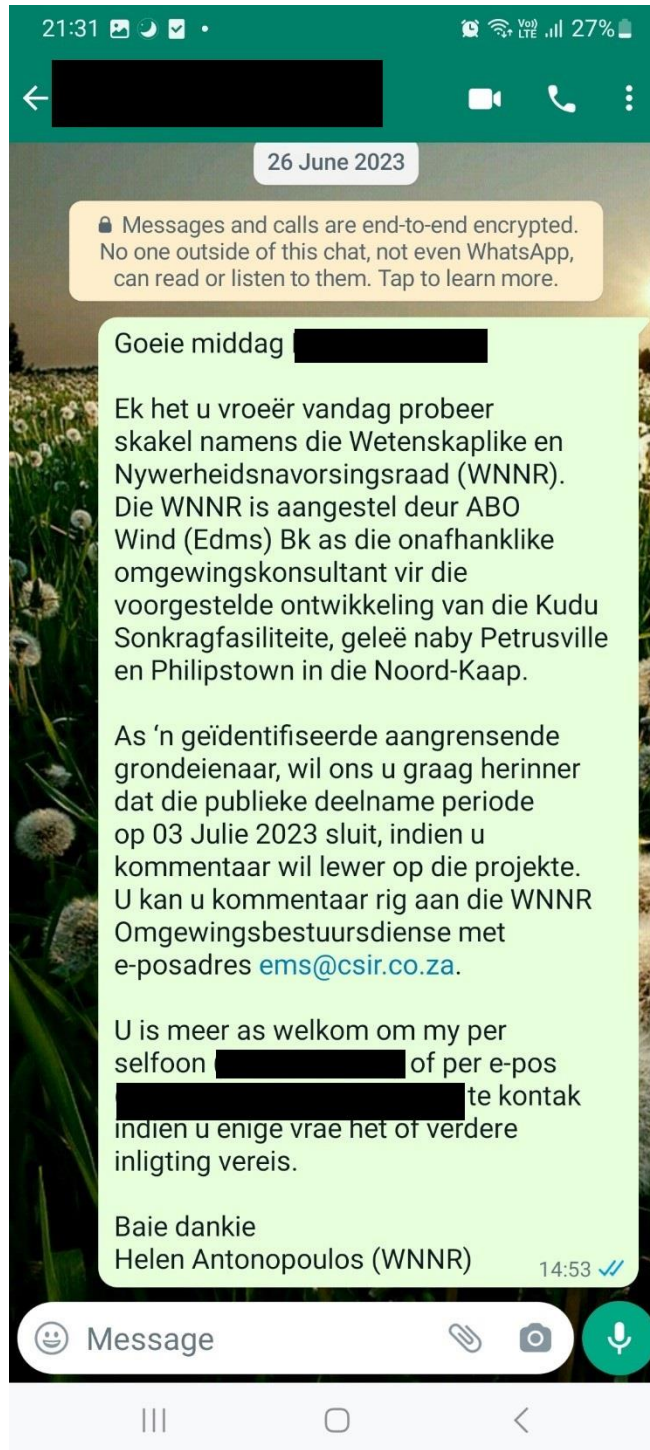 21:31
Vo))
LTE
27%
26 June 2023
Messages and calls are end-to-end encrypted.
No one outside of this chat, not even WhatsApp,
can read or listen to them. Tap to learn more.
Goeie middag
Ek het u vroeër vandag probeer
skakel namens die Wetenskaplike en
Nywerheidsnavorsingsraad (WNNR).
Die WNNR is aangestel deur ABO
Wind (Edms) Bk as die onafhanklike
omgewingskonsultant vir die
voorgestelde ontwikkeling van die Kudu
Sonkragfasiliteite, geleë naby Petrusville
en Philipstown in die Noord-Kaap.
As ‘n geïdentifiseerde aangrensende
grondeienaar, wil ons u graag herinner
dat die publieke deelname periode
op 03 Julie 2023 sluit, indien u
kommentaar wil lewer op die projekte.
U kan u kommentaar rig aan die WNNR
Omgewingsbestuursdienste met
e-posadres ems@csir.co.za.
U is meer as welkom om my per
selfoon ( of per e-pos
( te kontak
indien u enige vrae het of verdere
inligting vereis.
Baie dankie
Helen Antonopoulos (WNNR)
14:53
Message